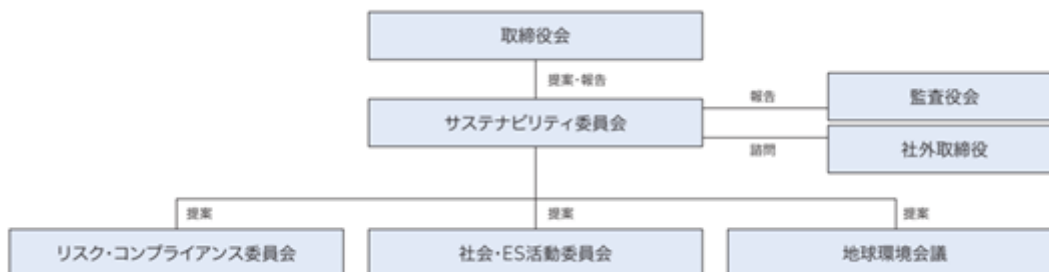 取締役会
提案・報告
サステナビリティ委員会
報告
監査役会
諮問
社外取締役
提案
提案
提案
リスク・コンプライアンス委員会
社会・ES活動委員会
地球環境会議